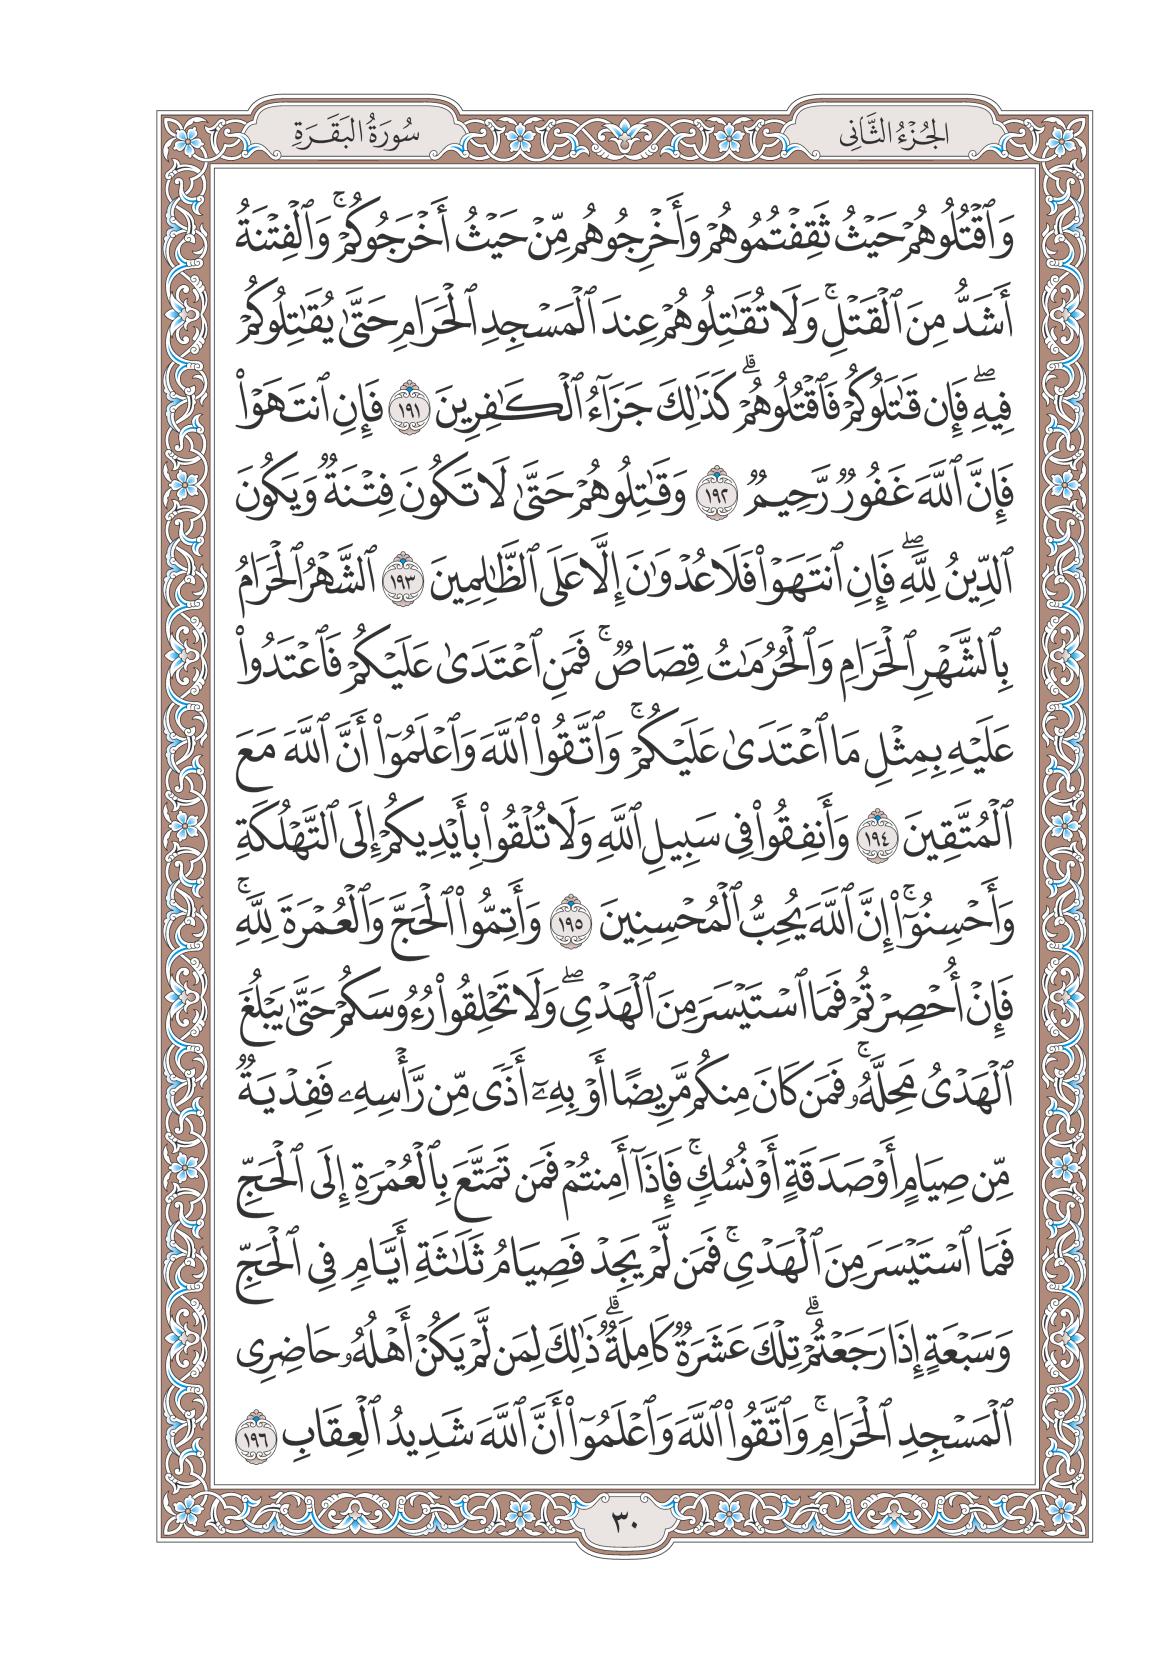 الجُزْءُ الثَّانِي
سُورَةُ البَقَرَةِ
وَٱقۡتُلُوهُمۡ حَيۡثُ ثَقِفۡتُمُوهُمۡ وَأَخۡرِجُوهُم مِّنۡ حَيۡثُ أَخۡرَجُوكُمۡۚ وَٱلۡفِتۡنَةُ
أَشَدُّ مِنَ ٱلۡقَتۡلِۚ وَلَا تُقَٰتِلُوهُمۡ عِندَ ٱلۡمَسۡجِدِ ٱلۡحَرَامِ حَتَّىٰ يُقَٰتِلُوكُمۡ
فِيهِۖ فَإِن قَٰتَلُوكُمۡ فَٱقۡتُلُوهُمۡۗ كَذَٰلِكَ جَزَآءُ ٱلۡكَٰفِرِينَ ١٩١ فَإِنِ ٱنتَهَوۡاْ
فَإِنَّ ٱللَّهَ غَفُورٞ رَّحِيمٞ ١٩٢ وَقَٰتِلُوهُمۡ حَتَّىٰ لَا تَكُونَ فِتۡنَةٞ وَيَكُونَ
ٱلدِّينُ لِلَّهِۖ فَإِنِ ٱنتَهَوۡاْ فَلَا عُدۡوَٰنَ إِلَّا عَلَى ٱلظَّٰلِمِينَ ١٩٣ ٱلشَّهۡرُ ٱلۡحَرَامُ
بِٱلشَّهۡرِ ٱلۡحَرَامِ وَٱلۡحُرُمَٰتُ قِصَاصٞۚ فَمَنِ ٱعۡتَدَىٰ عَلَيۡكُمۡ فَٱعۡتَدُواْ
عَلَيۡهِ بِمِثۡلِ مَا ٱعۡتَدَىٰ عَلَيۡكُمۡۚ وَٱتَّقُواْ ٱللَّهَ وَٱعۡلَمُوٓاْ أَنَّ ٱللَّهَ مَعَ
ٱلۡمُتَّقِينَ ١٩٤ وَأَنفِقُواْ فِي سَبِيلِ ٱللَّهِ وَلَا تُلۡقُواْ بِأَيۡدِيكُمۡ إِلَى ٱلتَّهۡلُكَةِ
وَأَحۡسِنُوٓاْۚ إِنَّ ٱللَّهَ يُحِبُّ ٱلۡمُحۡسِنِينَ ١٩٥ وَأَتِمُّواْ ٱلۡحَجَّ وَٱلۡعُمۡرَةَ لِلَّهِۚ
فَإِنۡ أُحۡصِرۡتُمۡ فَمَا ٱسۡتَيۡسَرَ مِنَ ٱلۡهَدۡيِۖ وَلَا تَحۡلِقُواْ رُءُوسَكُمۡ حَتَّىٰ يَبۡلُغَ
ٱلۡهَدۡيُ مَحِلَّهُۥۚ فَمَن كَانَ مِنكُم مَّرِيضًا أَوۡ بِهِۦٓ أَذٗى مِّن رَّأۡسِهِۦ فَفِدۡيَةٞ
مِّن صِيَامٍ أَوۡ صَدَقَةٍ أَوۡ نُسُكٖۚ فَإِذَآ أَمِنتُمۡ فَمَن تَمَتَّعَ بِٱلۡعُمۡرَةِ إِلَى ٱلۡحَجِّ
فَمَا ٱسۡتَيۡسَرَ مِنَ ٱلۡهَدۡيِۚ فَمَن لَّمۡ يَجِدۡ فَصِيَامُ ثَلَٰثَةِ أَيَّامٖ فِي ٱلۡحَجِّ
وَسَبۡعَةٍ إِذَا رَجَعۡتُمۡۗ تِلۡكَ عَشَرَةٞ كَامِلَةٞۗ ذَٰلِكَ لِمَن لَّمۡ يَكُنۡ أَهۡلُهُۥ حَاضِرِي
ٱلۡمَسۡجِدِ ٱلۡحَرَامِۚ وَٱتَّقُواْ ٱللَّهَ وَٱعۡلَمُوٓاْ أَنَّ ٱللَّهَ شَدِيدُ ٱلۡعِقَابِ ١٩٦
٣٠